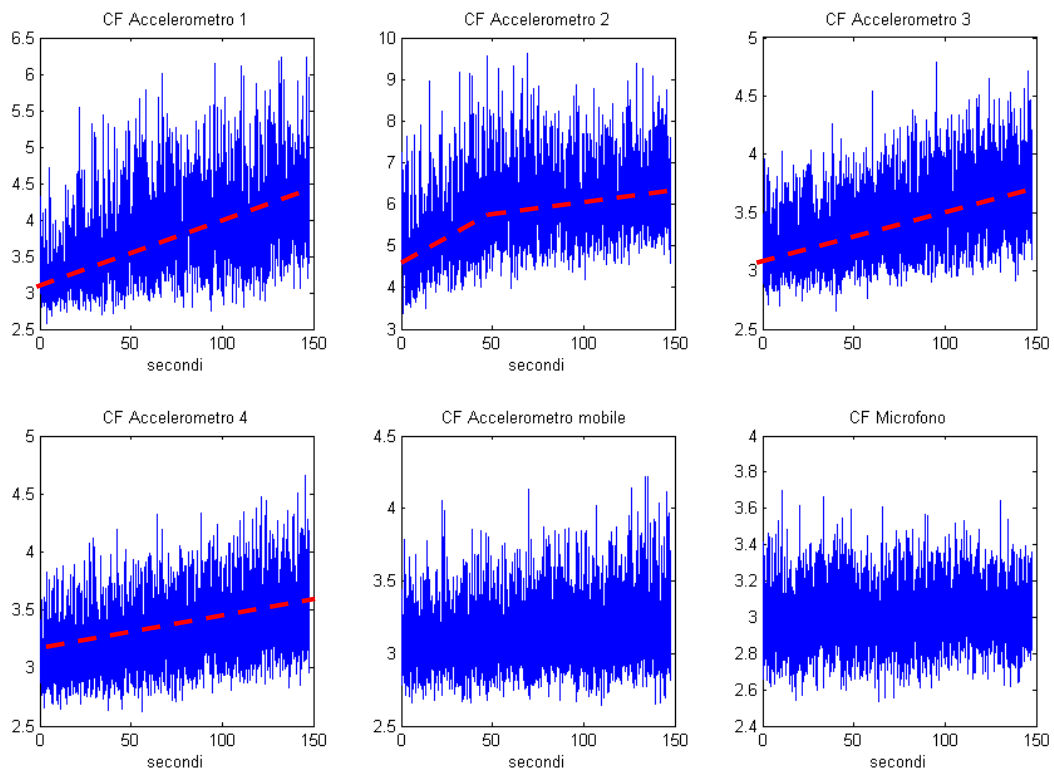 CF Accelerometro 1
6.5
6
5.5
5
4.5
4
3.5
3
2.5
0 50 100 150
secondi
CF Accelerometro 2
10
9
8
7
6
5
4
3
0 50 100 150
secondi
CF Accelerometro 3
5
4.5
4
3.5
3
2.5
0 50 100 150
secondi
CF Accelerometro 4
5
4.5
4
3.5
3
2.5
0 50 100 150
secondi
CF Accelerometro mobile
4.5
4
3.5
3
2.5
0 50 100 150
secondi
CF Microfono
4
3.8
3.6
3.4
3.2
3
2.8
2.6
2.4
0 50 100 150
secondi